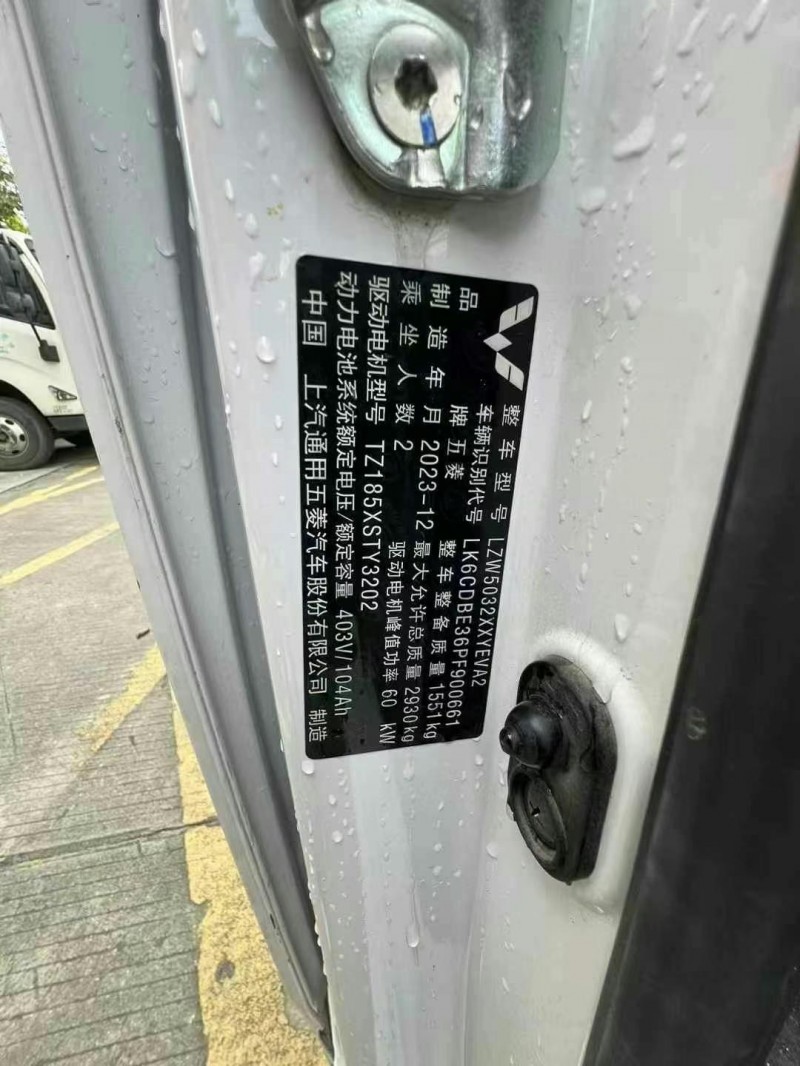 整车型号 LZW5032XXYEVA2
车辆识别代号 LK6CDBE36PF900661
品牌 五菱 整车整备质量 1551kg
制造年月 2023-12 最大允许总质量 2930kg
乘坐人数 2 驱动电机峰值功率 60 kW
驱动电机型号 TZ185XSTY3202
动力电池系统额定电压/额定容量 403V/104Ah
中国 上汽通用五菱汽车股份有限公司 制造